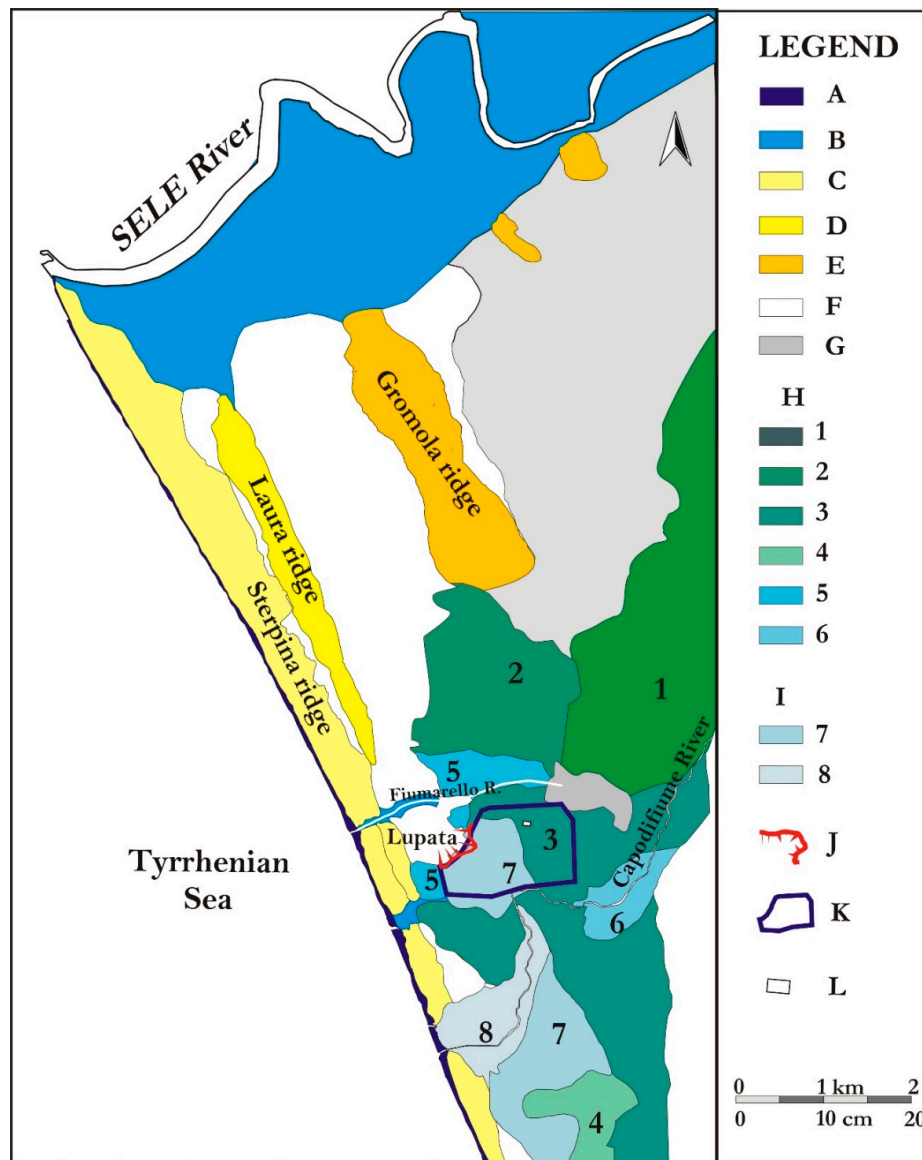 SELE River
Gromola ridge
Laura ridge
Sterpina ridge
2
1
5
Fiumarello R.
Capodifiume River
Lupata
3
Tyrrhenian
Sea
7
5
6
8
7
4
LEGEND
A
B
C
D
E
F
G
H
1
2
3
4
5
6
I
7
8
J
K
L
0 1 km 2
0 10 cm 20